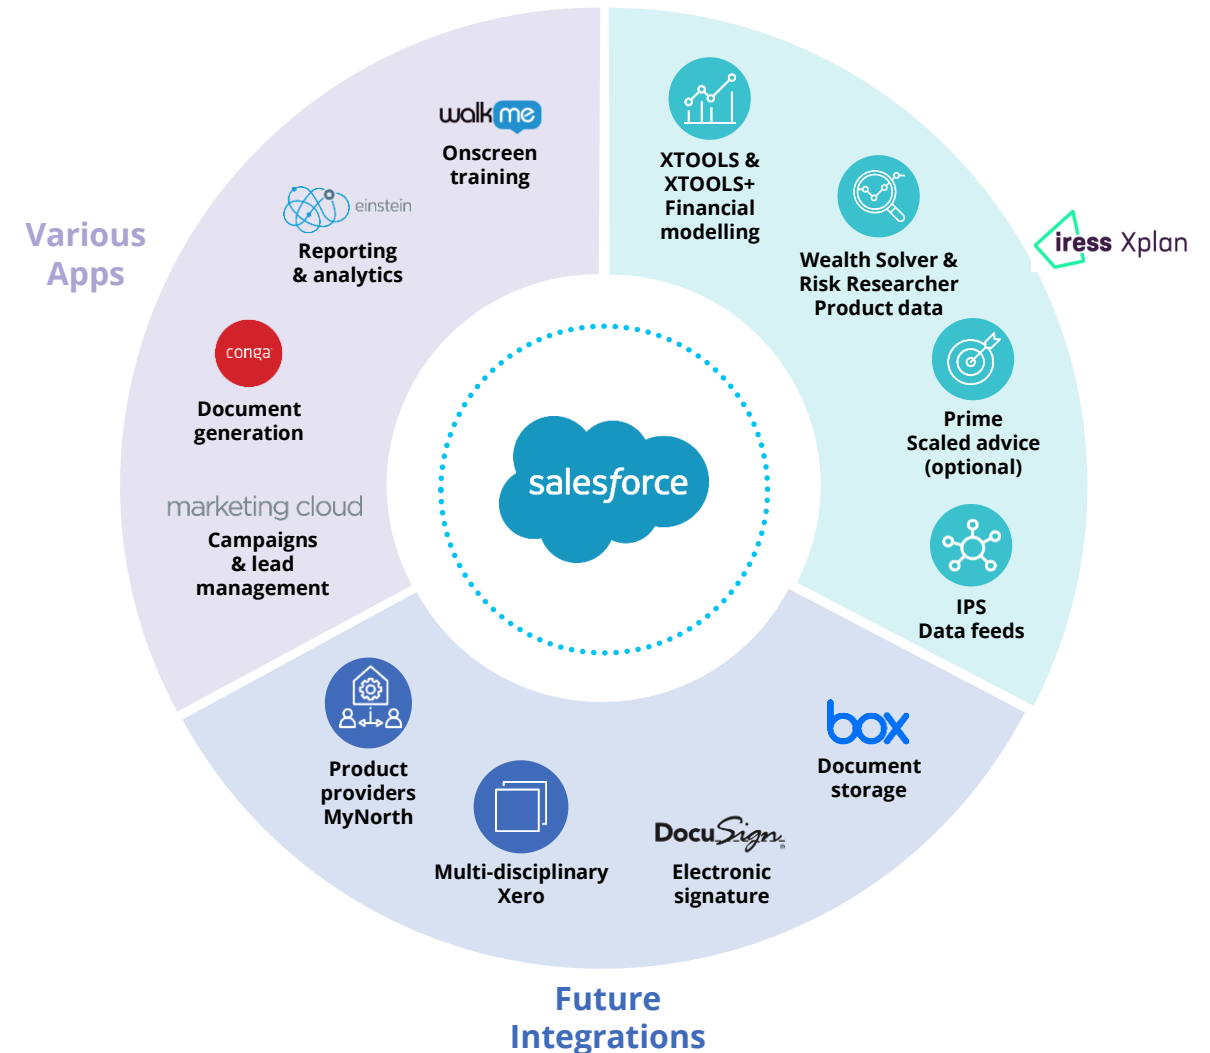 walkme
Onscreen
training
einstein
Reporting
& analytics
Various
Apps
conga
Document
generation
marketing cloud
Campaigns
& lead
management
XTOOLS &
XTOOLS+
Financial
modelling
Wealth Solver &
Risk Researcher
Product data
iress Xplan
Prime
Scaled advice
(optional)
IPS
Data feeds
salesforce
Product
providers
MyNorth
Multi-disciplinary
Xero
DocuSign
Electronic
signature
box
Document
storage
Future
Integrations